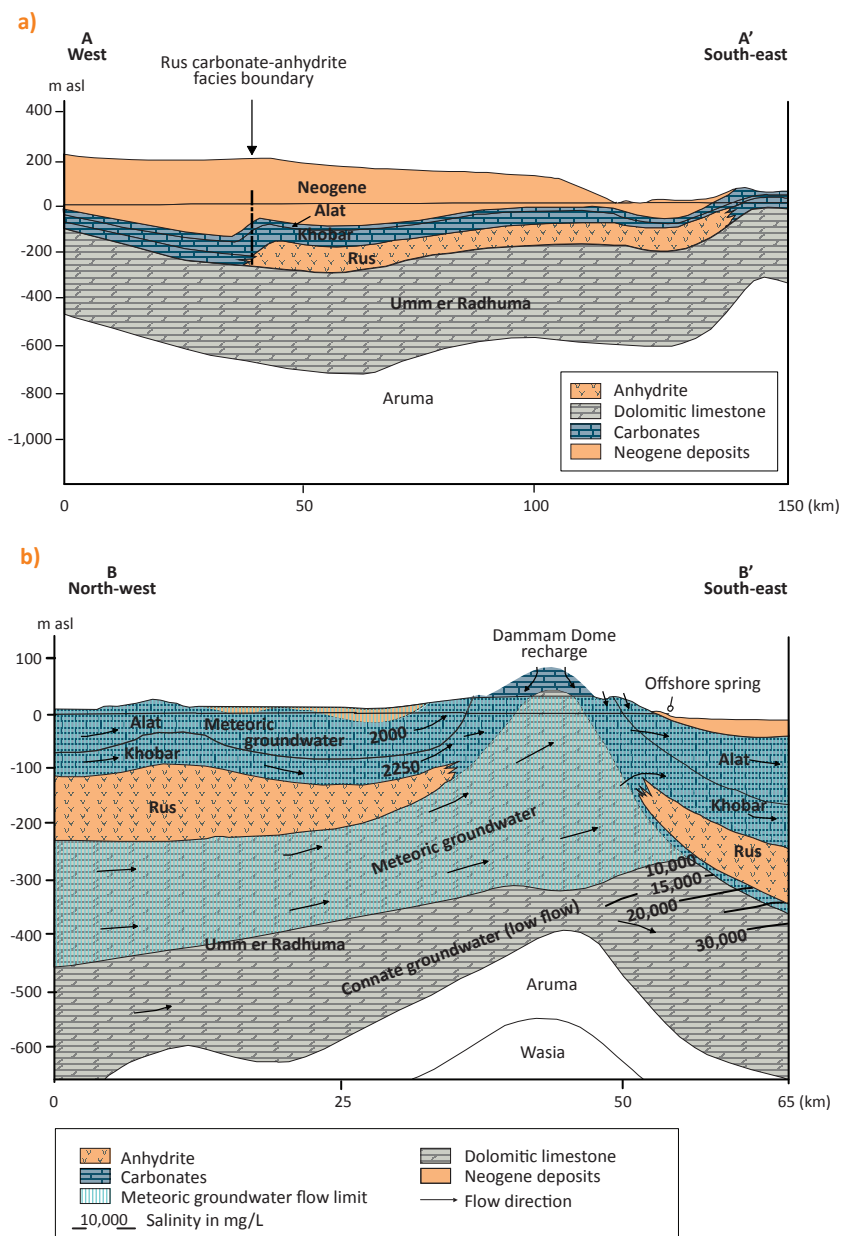 a)
A
West
A’
South-east
Rus carbonate-anhydrite
facies boundary
m asl
400
200
0
-200
-400
-600
-800
-1,000
Neogene
Alat
Khobar
Rus
Umm er Radhuma
Aruma
Anhydrite
Dolomitic limestone
Carbonates
Neogene deposits
0
50
100
150 (km)
b)
B
North-west
B’
South-east
m asl
Dammam Dome
recharge
Offshore spring
100
0
-100
-200
-300
-400
-500
-600
Alat
Meteoric
groundwater
2000
Khobar
2250
Rus
Meteoric groundwater
Umm er Radhuma
Connate groundwater (low flow)
Alat
Khobar
Rus
10,000
15,000
20,000
30,000
Aruma
Wasia
0
25
50
65 (km)
Anhydrite
Carbonates
Meteoric groundwater flow limit
10,000 Salinity in mg/L
Dolomitic limestone
Neogene deposits
Flow direction